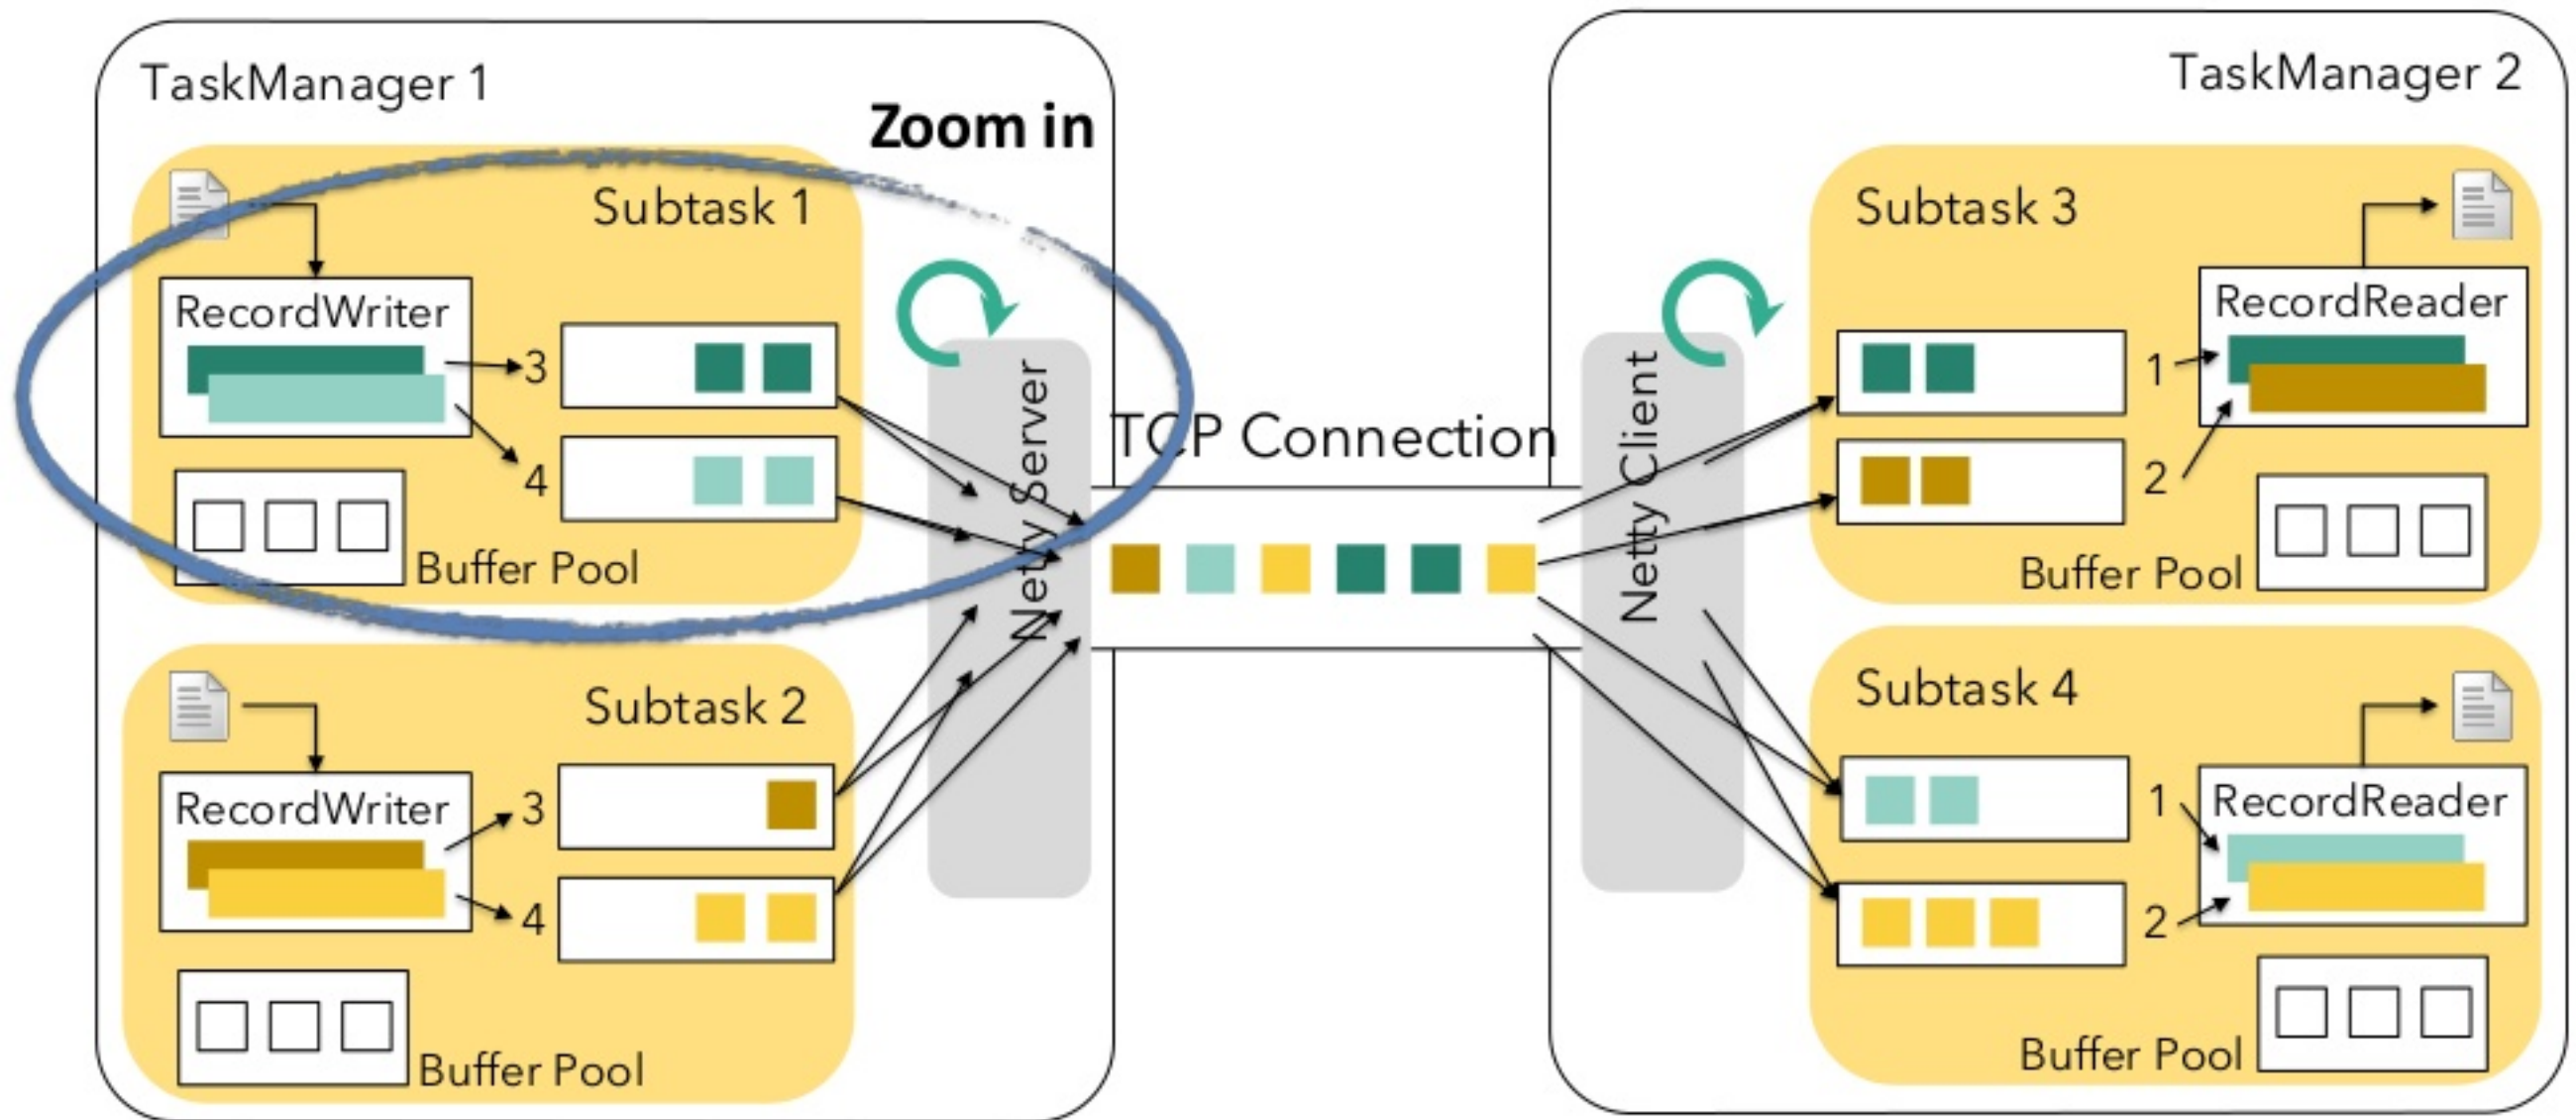 TaskManager 1
Zoom in
Subtask 1
RecordWriter
3
4
Buffer Pool
Subtask 2
RecordWriter
3
4
Buffer Pool
Netty Server
TCP Connection
Netty Client
TaskManager 2
Subtask 3
RecordReader
1
2
Buffer Pool
Subtask 4
RecordReader
1
2
Buffer Pool